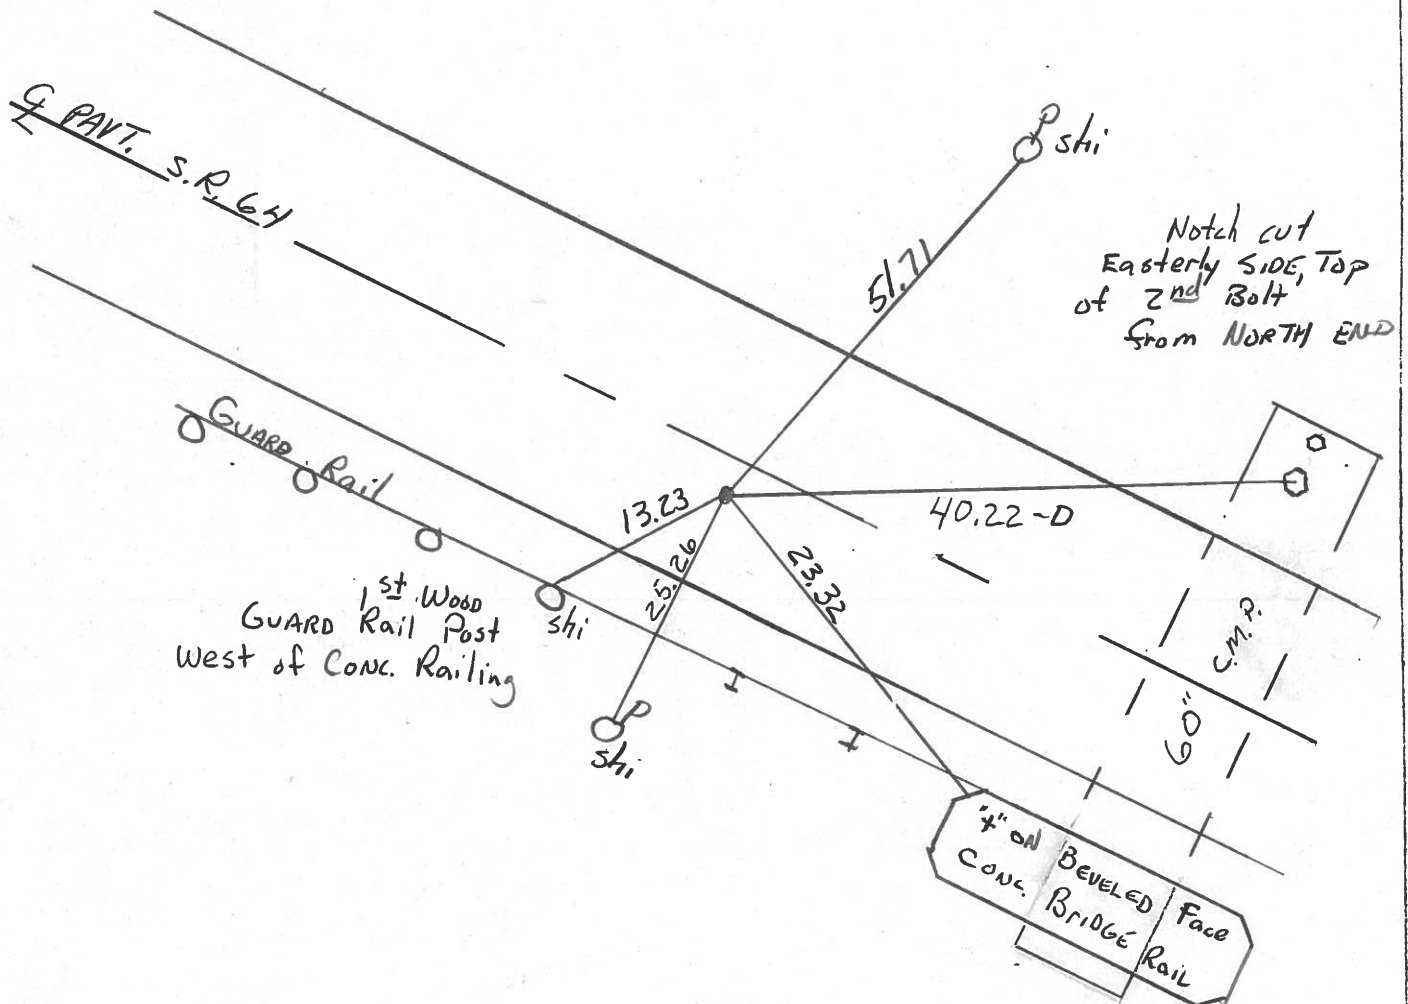 ℄ PAVT. S.R. 64
P
shi
51.71
Notch cut
Easterly SIDE, TOP
of 2nd Bolt
from NORTH END
GUARD Rail
13.23
40.22-D
25.26
23.32
1st WOOD
GUARD Rail Post
West of CONC. Railing
shi
P
shi
60" C.M.P.
"+" ON BEVELED Face
CONC. BRIDGE RAIL